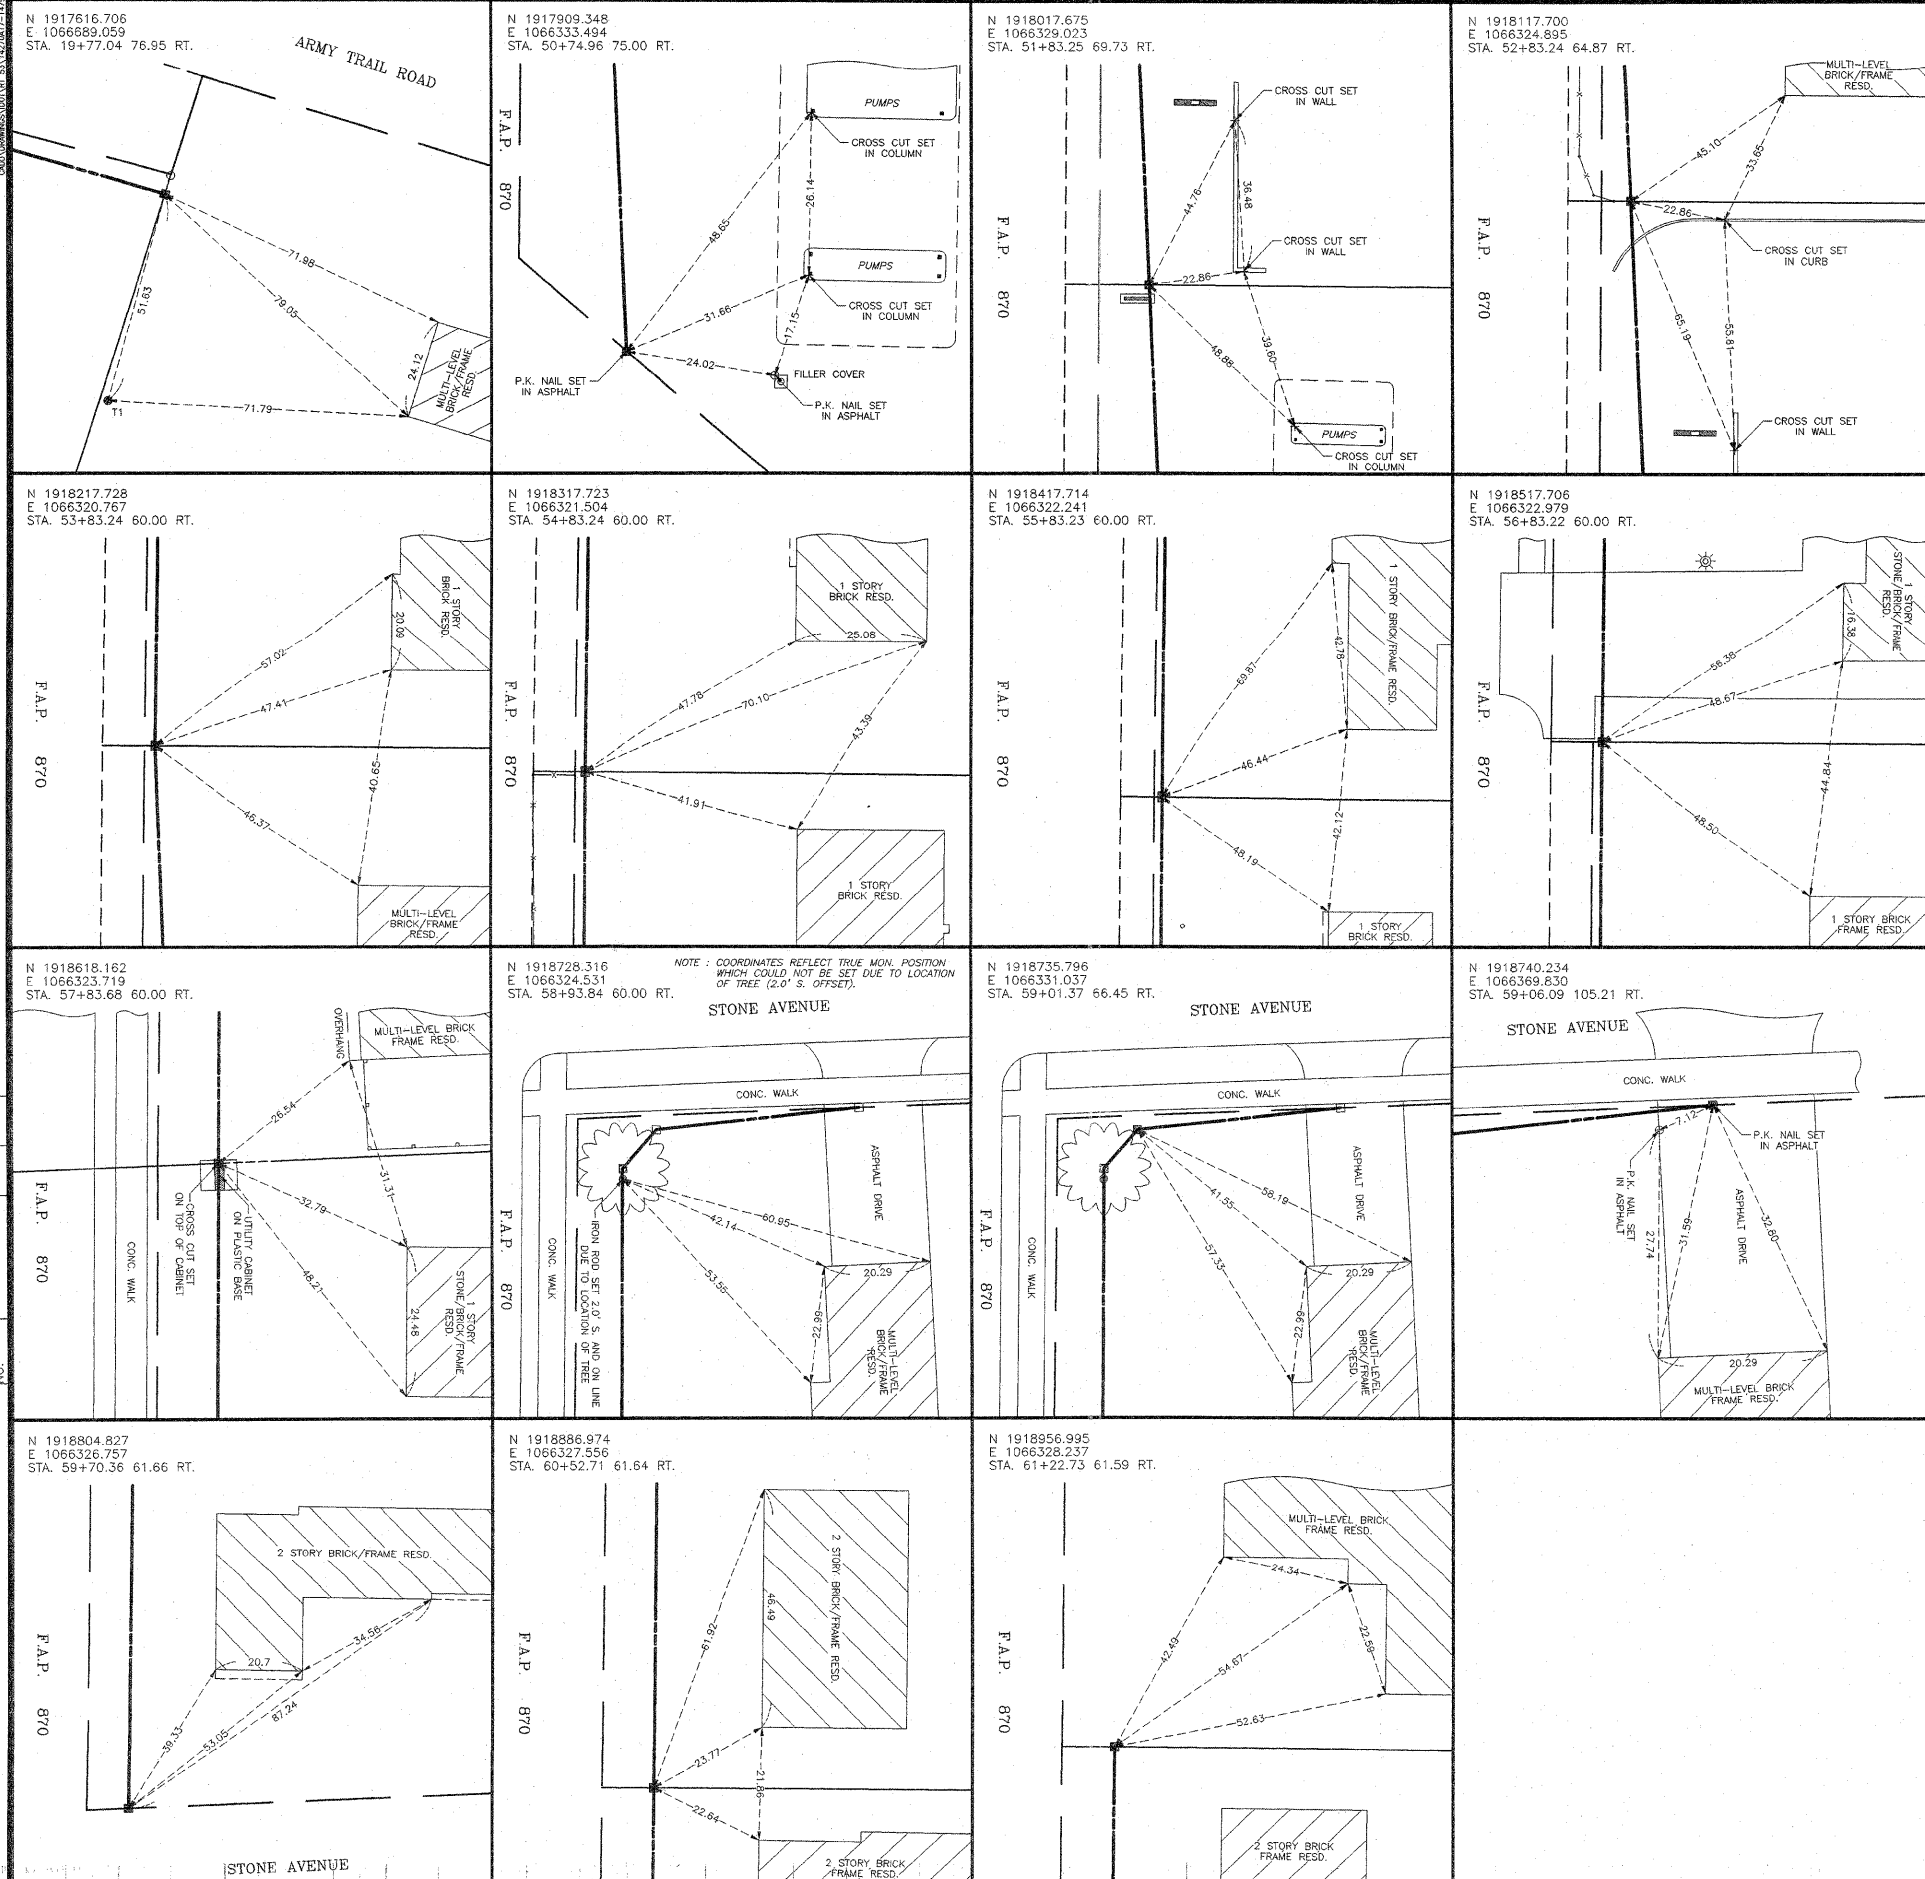 N 1917616.706
E 1066689.059
STA. 19+77.04 76.95 RT.
ARMY TRAIL ROAD
71.98
79.05
51.63
24.12
MULTI-LEVEL
BRICK/FRAME
RESD.
T1
71.79
N 1917909.348
E 1066333.494
STA. 50+74.96 75.00 RT.
F.A.P. 870
PUMPS
CROSS CUT SET
IN COLUMN
48.65
26.14
PUMPS
CROSS CUT SET
IN COLUMN
31.66
17.15
24.02
FILLER COVER
P.K. NAIL SET
IN ASPHALT
P.K. NAIL SET
IN ASPHALT
N 1918017.675
E 1066329.023
STA. 51+83.25 69.73 RT.
F.A.P. 870
CROSS CUT SET
IN WALL
44.76
36.48
CROSS CUT SET
IN WALL
22.86
48.88
39.60
PUMPS
CROSS CUT SET
IN COLUMN
N 1918117.700
E 1066324.895
STA. 52+83.24 64.87 RT.
F.A.P. 870
MULTI-LEVEL
BRICK/FRAME
RESD.
45.10
33.65
22.86
CROSS CUT SET
IN CURB
65.19
55.81
CROSS CUT SET
IN WALL
N 1918217.728
E 1066320.767
STA. 53+83.24 60.00 RT.
F.A.P. 870
1 STORY
BRICK RESD.
57.02
20.09
47.41
40.65
46.37
MULTI-LEVEL
BRICK/FRAME
RESD.
N 1918317.723
E 1066321.504
STA. 54+83.24 60.00 RT.
F.A.P. 870
1 STORY
BRICK RESD.
25.08
47.78
70.10
43.39
41.91
1 STORY
BRICK RESD.
N 1918417.714
E 1066322.241
STA. 55+83.23 60.00 RT.
F.A.P. 870
1 STORY BRICK/FRAME RESD.
69.87
42.78
46.44
42.12
48.19
1 STORY
BRICK RESD.
N 1918517.706
E 1066322.979
STA. 56+83.22 60.00 RT.
F.A.P. 870
1 STORY
STONE/BRICK/FRAME
RESD.
16.38
56.38
48.67
44.84
48.50
1 STORY BRICK
FRAME RESD.
N 1918618.162
E 1066323.719
STA. 57+83.68 60.00 RT.
F.A.P. 870
OVERHANG
MULTI-LEVEL BRICK
FRAME RESD.
26.54
31.31
32.79
48.21
24.48
CONC. WALK
CROSS CUT SET
ON TOP OF CABINET
UTILITY CABINET
ON PLASTIC BASE
1 STORY
STONE/BRICK/FRAME
RESD.
N 1918728.316
E 1066324.531
STA. 58+93.84 60.00 RT.
NOTE : COORDINATES REFLECT TRUE MON. POSITION
WHICH COULD NOT BE SET DUE TO LOCATION
OF TREE (2.0' S. OFFSET).
STONE AVENUE
F.A.P. 870
CONC. WALK
CONC. WALK
ASPHALT DRIVE
60.95
42.14
53.55
20.29
22.69
IRON ROD SET 2.0' S. AND ON LINE
DUE TO LOCATION OF TREE
MULTI-LEVEL
BRICK/FRAME
RESD.
N 1918735.796
E 1066331.037
STA. 59+01.37 66.45 RT.
STONE AVENUE
F.A.P. 870
CONC. WALK
CONC. WALK
ASPHALT DRIVE
58.19
41.55
57.33
20.29
22.69
MULTI-LEVEL
BRICK/FRAME
RESD.
N 1918740.234
E 1066369.830
STA. 59+06.09 105.21 RT.
STONE AVENUE
CONC. WALK
7.12
P.K. NAIL SET
IN ASPHALT
P.K. NAIL SET
IN ASPHALT
27.74
31.59
ASPHALT DRIVE
32.80
20.29
MULTI-LEVEL BRICK
FRAME RESD.
N 1918804.827
E 1066326.757
STA. 59+70.36 61.66 RT.
F.A.P. 870
2 STORY BRICK/FRAME RESD.
34.56
20.7
39.33
53.05
87.24
STONE AVENUE
N 1918886.974
E 1066327.556
STA. 60+52.71 61.64 RT.
F.A.P. 870
2 STORY BRICK/FRAME RESD.
61.92
46.49
23.77
21.86
22.64
2 STORY BRICK
FRAME RESD.
N 1918956.995
E 1066328.237
STA. 61+22.73 61.59 RT.
F.A.P. 870
MULTI-LEVEL BRICK
FRAME RESD.
24.34
42.49
22.59
54.67
52.63
2 STORY BRICK
FRAME RESD.